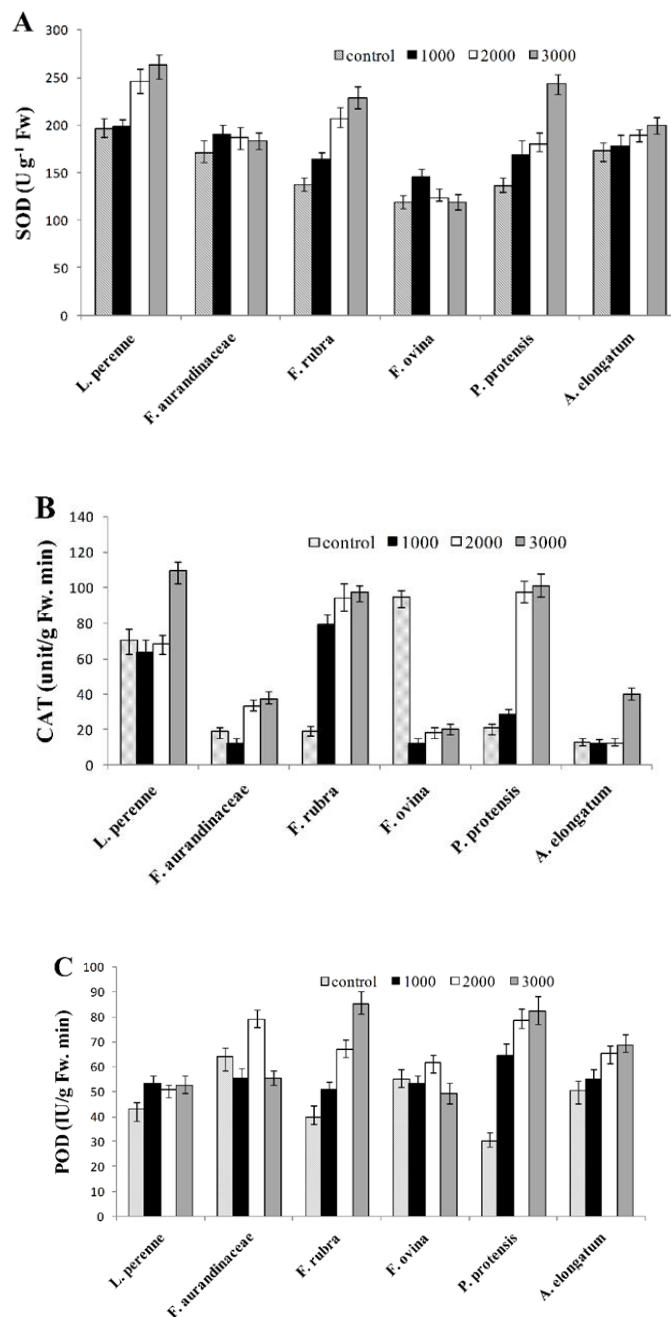 A
SOD (U g⁻¹ Fw)
control 1000 2000 3000
300
250
200
150
100
50
0
L. perenne
F. aurandinaceae
F. rubra
F. ovina
P. protensis
A. elongatum
B
CAT (unit/g Fw. min)
control 1000 2000 3000
140
120
100
80
60
40
20
0
L. perenne
F. aurandinaceae
F. rubra
F. ovina
P. protensis
A. elongatum
C
POD (IU/g Fw. min)
control 1000 2000 3000
100
90
80
70
60
50
40
30
20
10
0
L. perenne
F. aurandinaceae
F. rubra
F. ovina
P. protensis
A. elongatum